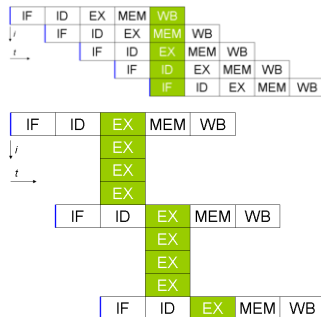 IF ID EX MEM WB
i IF ID EX MEM WB
t IF ID EX MEM WB
IF ID EX MEM WB
IF ID EX MEM WB
IF ID EX MEM WB
i EX
t EX
EX
IF ID EX MEM WB
EX
EX
EX
IF ID EX MEM WB